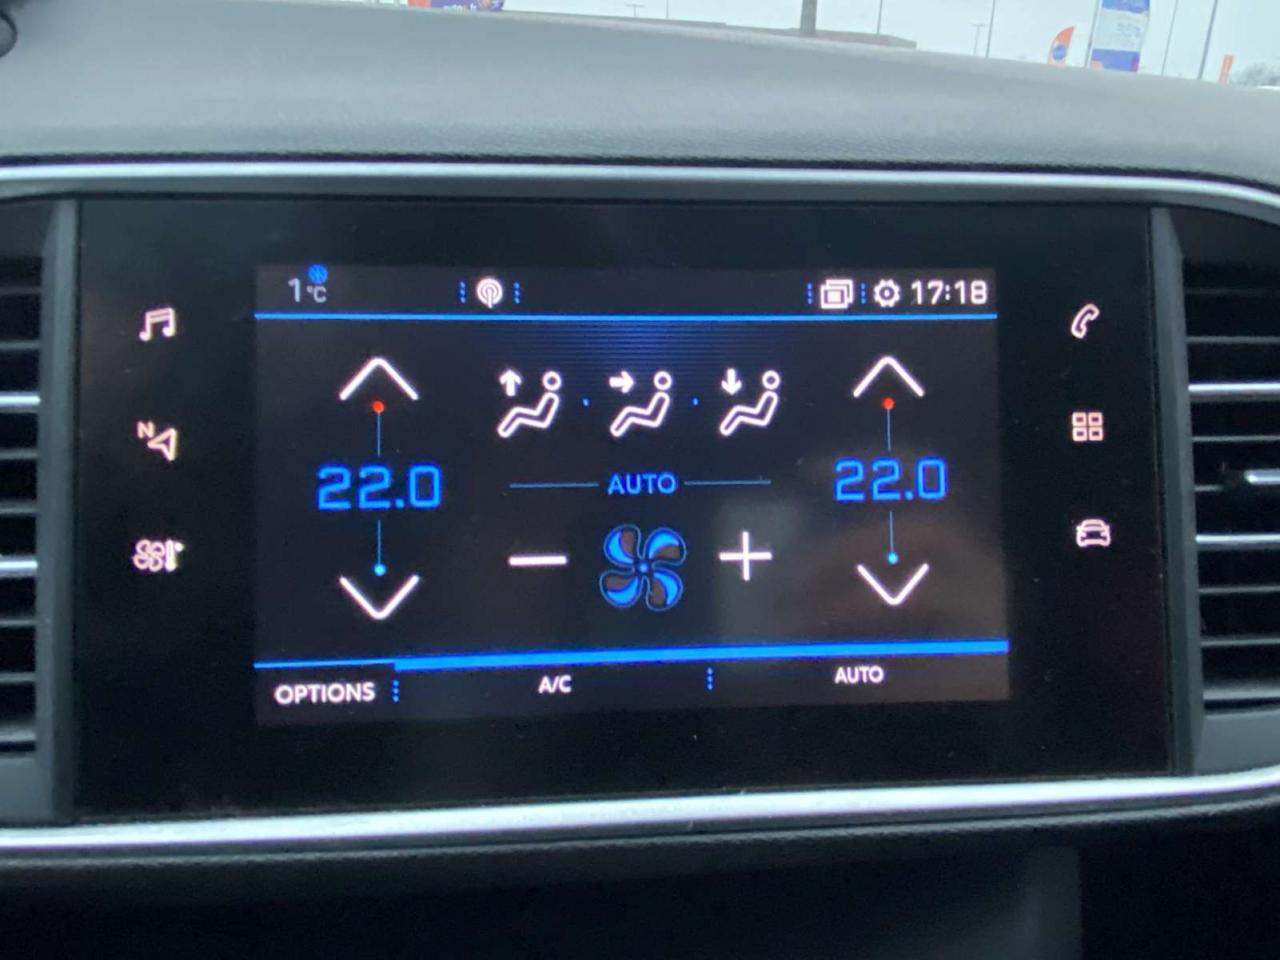 1°C
17:18
N
22.0
22.0
AUTO
OPTIONS
A/C
AUTO